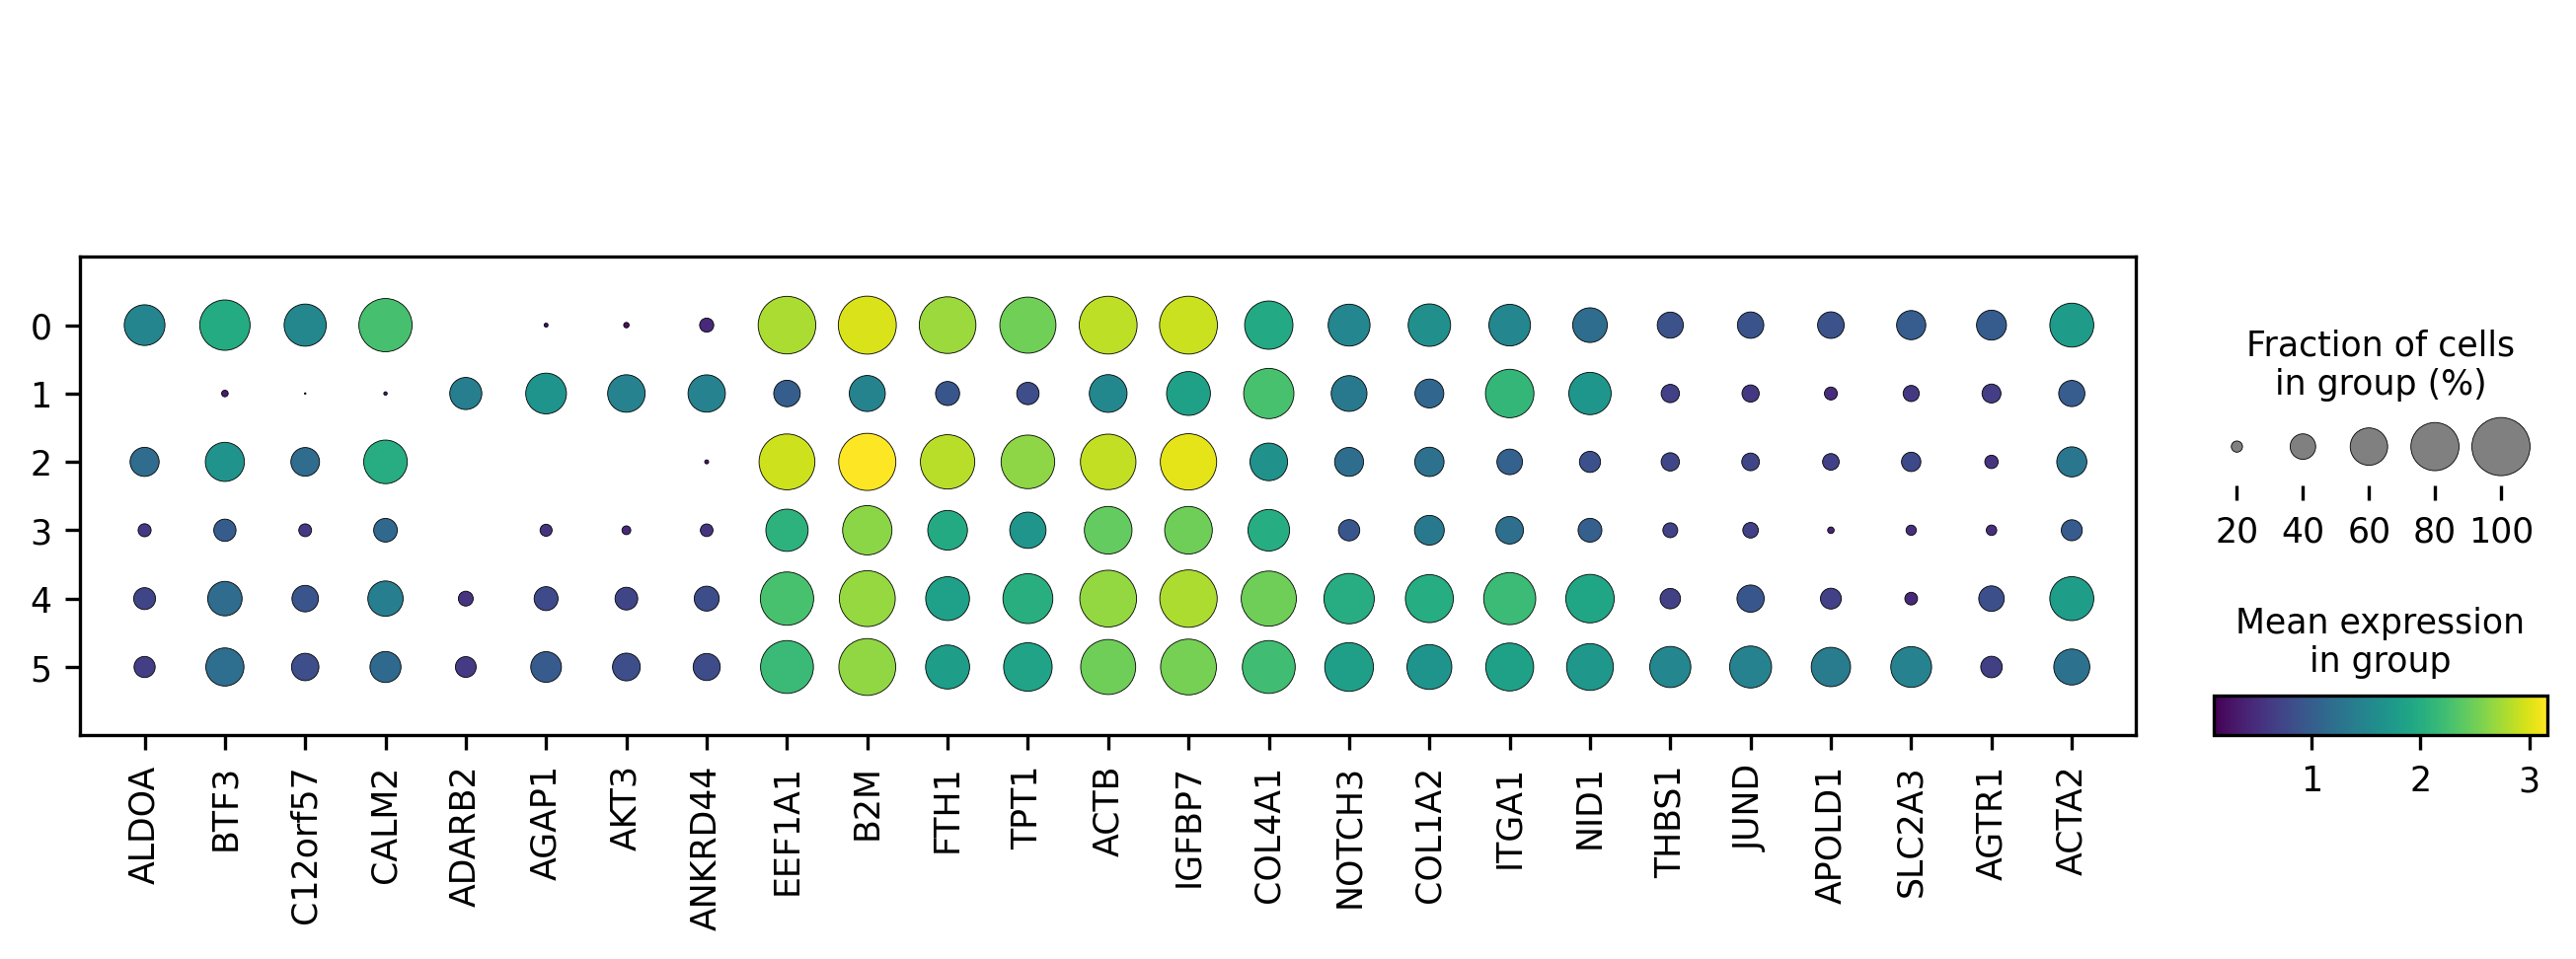 0
1
2
3
4
5
ALDOA
BTF3
C12orf57
CALM2
ADARB2
AGAP1
AKT3
ANKRD44
EEF1A1
B2M
FTH1
TPT1
ACTB
IGFBP7
COL4A1
NOTCH3
COL1A2
ITGA1
NID1
THBS1
JUND
APOLD1
SLC2A3
AGTR1
ACTA2
Fraction of cells
in group (%)
20 40 60 80 100
Mean expression
in group
1 2 3